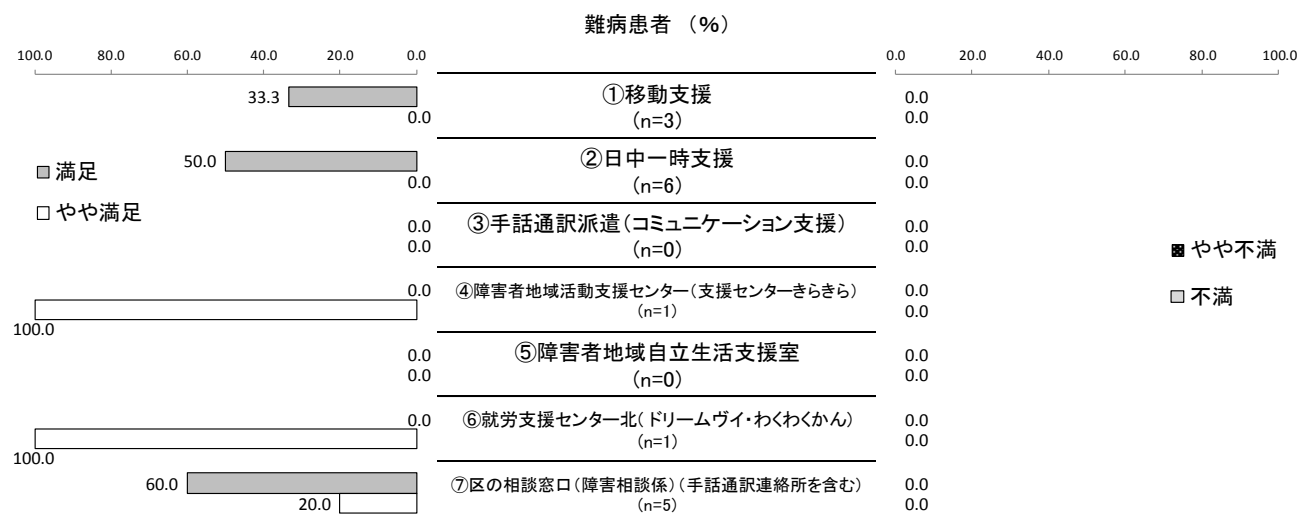 難病患者 (%)
100.0 80.0 60.0 40.0 20.0 0.0
0.0 20.0 40.0 60.0 80.0 100.0
33.3
0.0
①移動支援
(n=3)
0.0
0.0
50.0
0.0
②日中一時支援
(n=6)
0.0
0.0
満足
やや満足
0.0
0.0
③手話通訳派遣(コミュニケーション支援)
(n=0)
0.0
0.0
やや不満
不満
0.0
100.0
④障害者地域活動支援センター(支援センターきらきら)
(n=1)
0.0
0.0
0.0
0.0
⑤障害者地域自立生活支援室
(n=0)
0.0
0.0
0.0
100.0
⑥就労支援センター北(ドリームヴイ・わくわくかん)
(n=1)
0.0
0.0
60.0
20.0
⑦区の相談窓口(障害相談係)(手話通訳連絡所を含む)
(n=5)
0.0
0.0